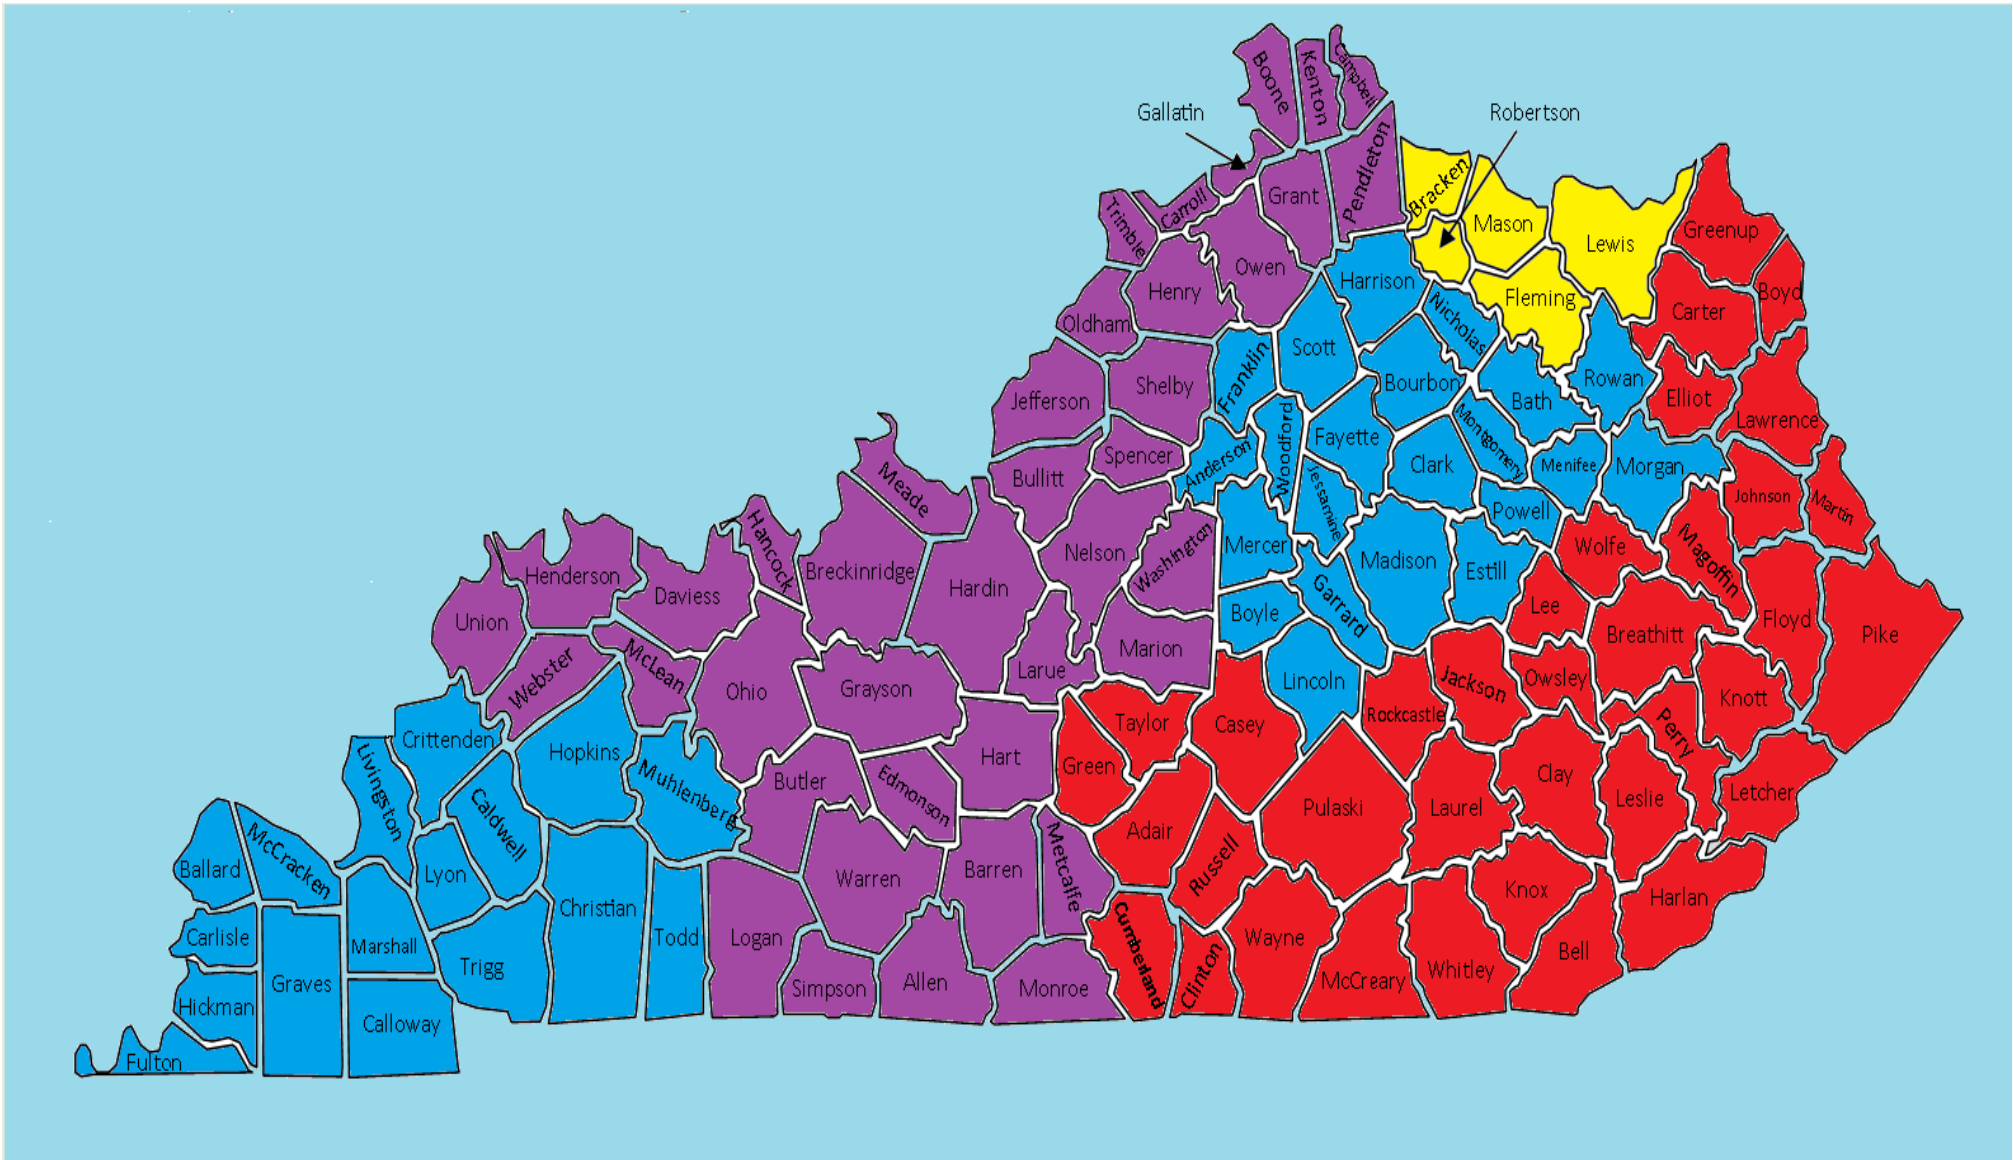 Boone
Kenton
Campbell
Gallatin
Robertson
Pendleton
Grant
Carroll
Trimble
Bracken
Mason
Lewis
Greenup
Owen
Henry
Harrison
Fleming
Nicholas
Carter
Boyd
Oldham
Scott
Franklin
Shelby
Jefferson
Bourbon
Bath
Rowan
Elliot
Lawrence
Fayette
Woodford
Montgomery
Anderson
Spencer
Bullitt
Clark
Menifee
Morgan
Johnson
Martin
Meade
Jessamine
Powell
Hancock
Nelson
Washington
Mercer
Madison
Estill
Wolfe
Magoffin
Henderson
Daviess
Breckinridge
Hardin
Union
Boyle
Garrard
Lee
Breathitt
Floyd
Pike
Webster
McLean
Ohio
Grayson
Larue
Marion
Lincoln
Rockcastle
Jackson
Owsley
Knott
Perry
Crittenden
Hopkins
Muhlenberg
Livingston
Caldwell
Butler
Edmonson
Hart
Green
Taylor
Casey
Pulaski
Laurel
Clay
Leslie
Letcher
Ballard
McCracken
Lyon
Christian
Todd
Logan
Warren
Barren
Metcalfe
Adair
Russell
Knox
Harlan
Carlisle
Graves
Marshall
Trigg
Simpson
Allen
Monroe
Cumberland
Clinton
Wayne
McCreary
Whitley
Bell
Hickman
Calloway
Fulton